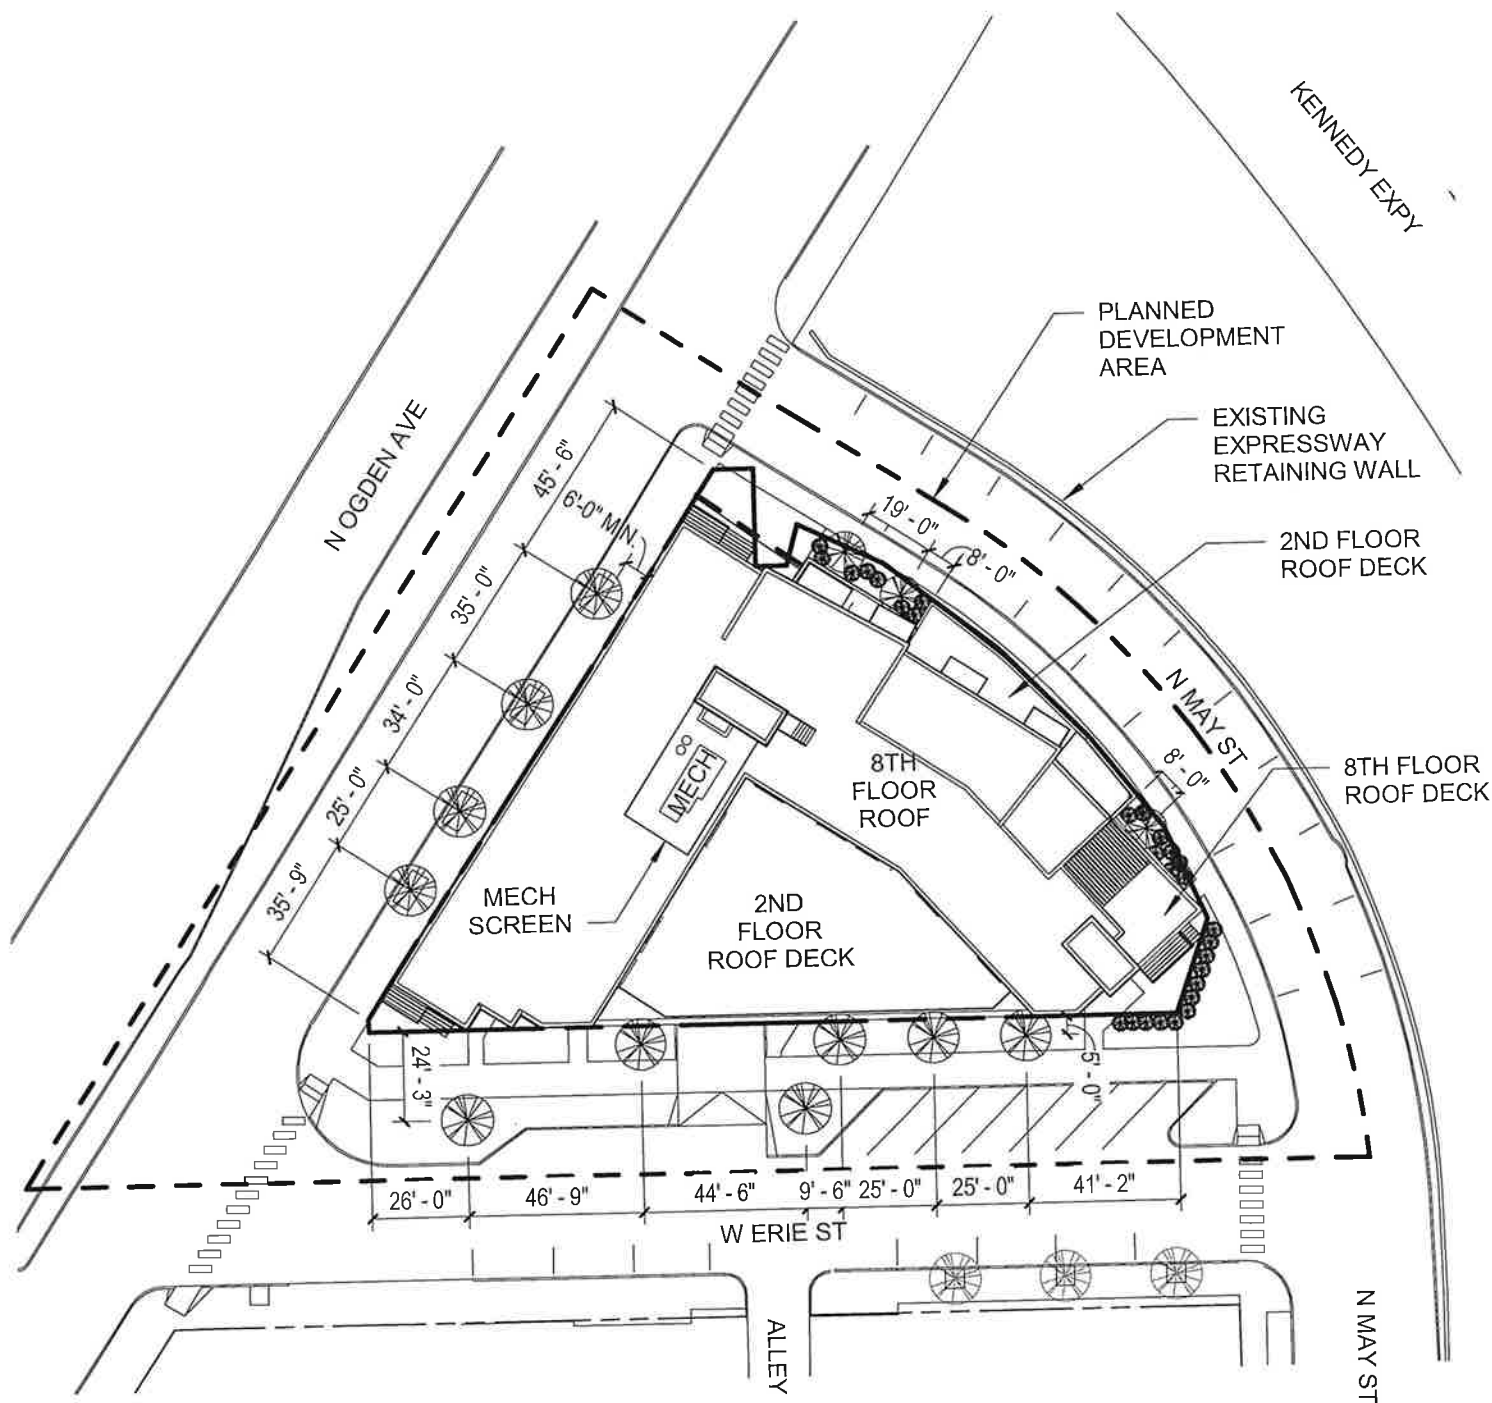 KENNEDY EXPY
PLANNED
DEVELOPMENT
AREA
EXISTING
EXPRESSWAY
RETAINING WALL
N OGDEN AVE
45' - 6"
6'-0" MIN.
19' - 0"
8' - 0"
2ND FLOOR
ROOF DECK
35' - 0"
34' - 0"
N MAY ST
8' - 0"
8TH FLOOR
ROOF DECK
25' - 0"
MECH
8TH
FLOOR
ROOF
35' - 9"
MECH
SCREEN
2ND
FLOOR
ROOF DECK
24' - 3"
5' - 0"
26' - 0"
46' - 9"
44' - 6"
9' - 6"
25' - 0"
25' - 0"
41' - 2"
W ERIE ST
ALLEY
N MAY ST